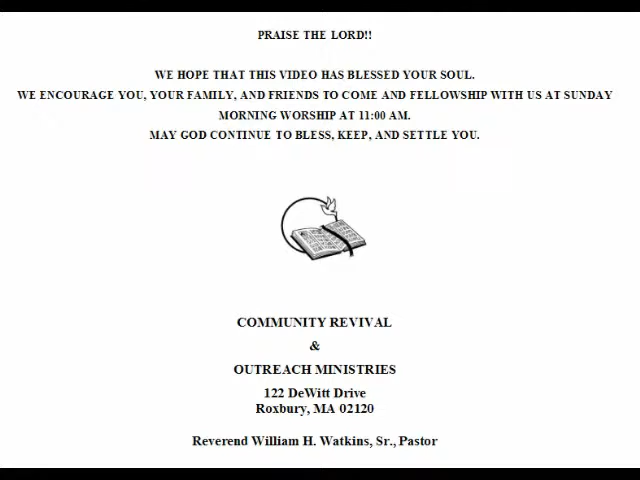 PRAISE THE LORD!!
WE HOPE THAT THIS VIDEO HAS BLESSED YOUR SOUL.
WE ENCOURAGE YOU, YOUR FAMILY, AND FRIENDS TO COME AND FELLOWSHIP WITH US AT SUNDAY
MORNING WORSHIP AT 11:00 AM.
MAY GOD CONTINUE TO BLESS, KEEP, AND SETTLE YOU.
COMMUNITY REVIVAL
&
OUTREACH MINISTRIES
122 DeWitt Drive
Roxbury, MA 02120
Reverend William H. Watkins, Sr., Pastor